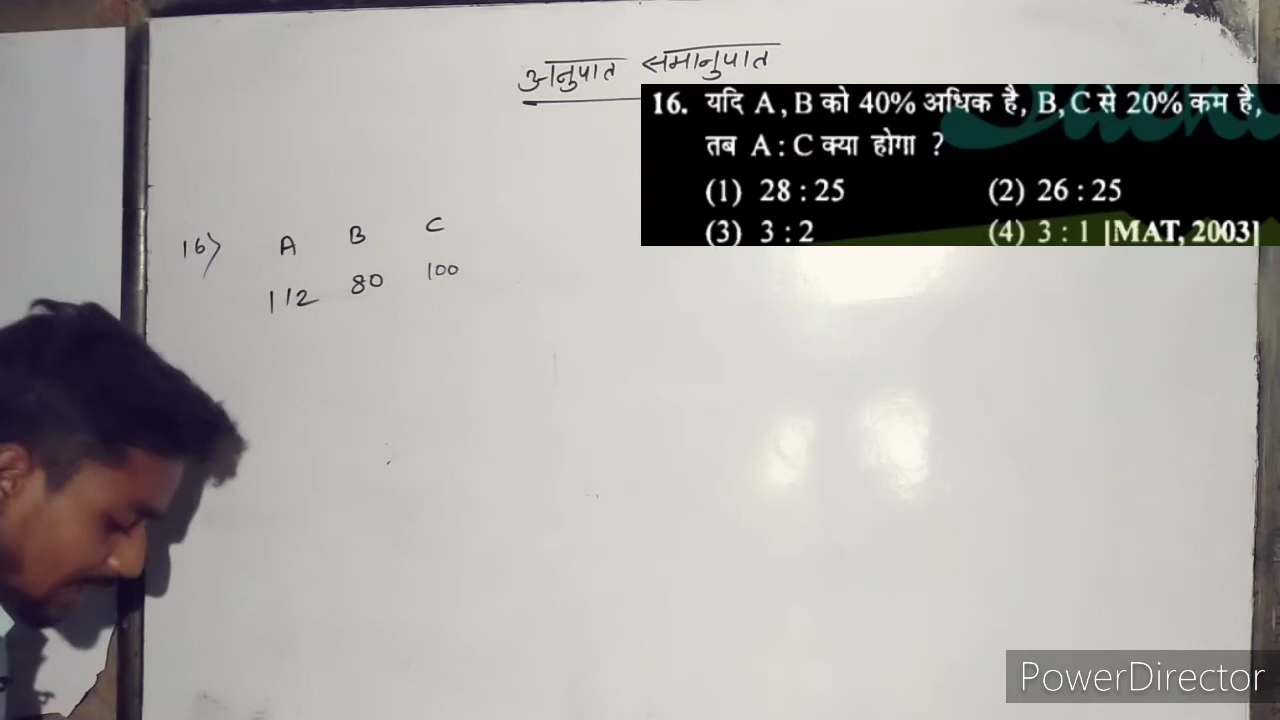 अनुपात समानुपात
16. यदि A, B को 40% अधिक है, B, C से 20% कम है,
तब A : C क्या होगा ?
(1) 28 : 25 (2) 26 : 25
(3) 3 : 2 (4) 3 : 1 [MAT, 2003]
16) A B C
112 80 100
PowerDirector